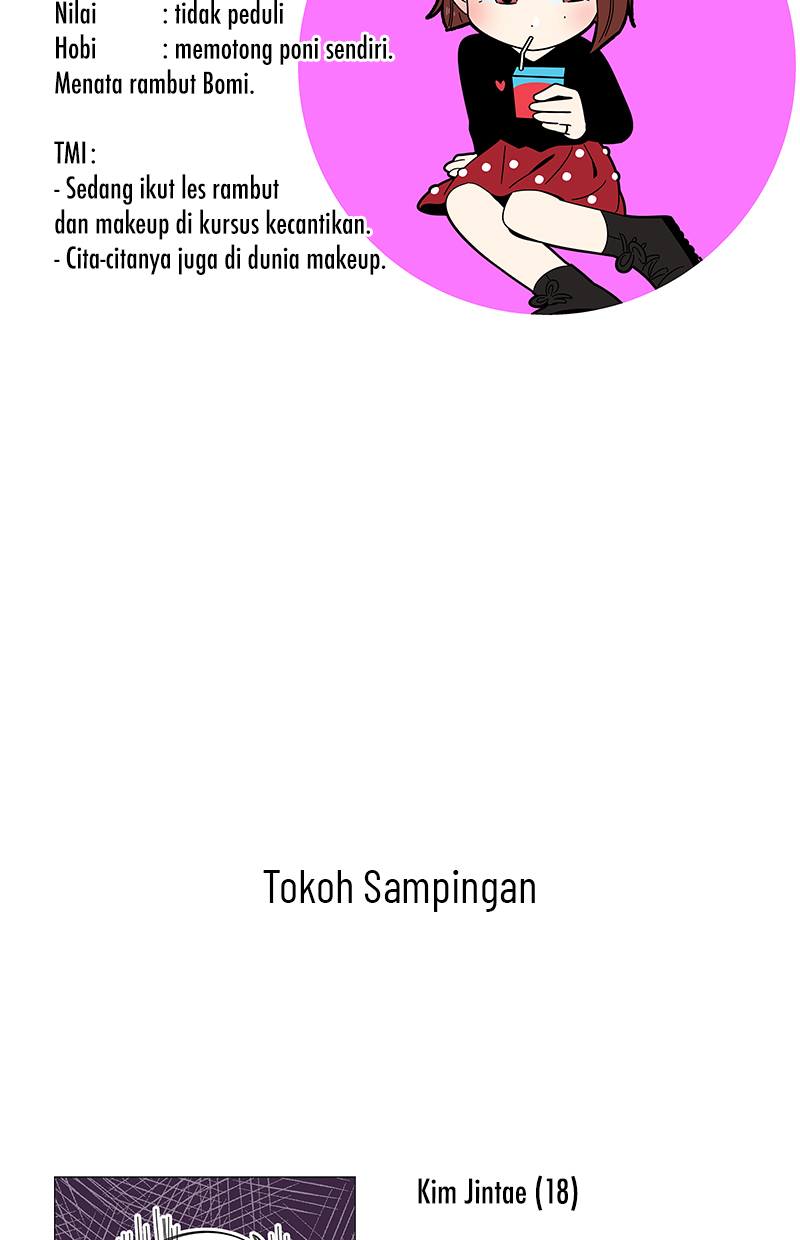 Nilai : tidak peduli
Hobi : memotong poni sendiri.
Menata rambut Bomi.
TMI :
- Sedang ikut les rambut
dan makeup di kursus kecantikan.
- Cita-citanya juga di dunia makeup.
Tokoh Sampingan
Kim Jintae (18)